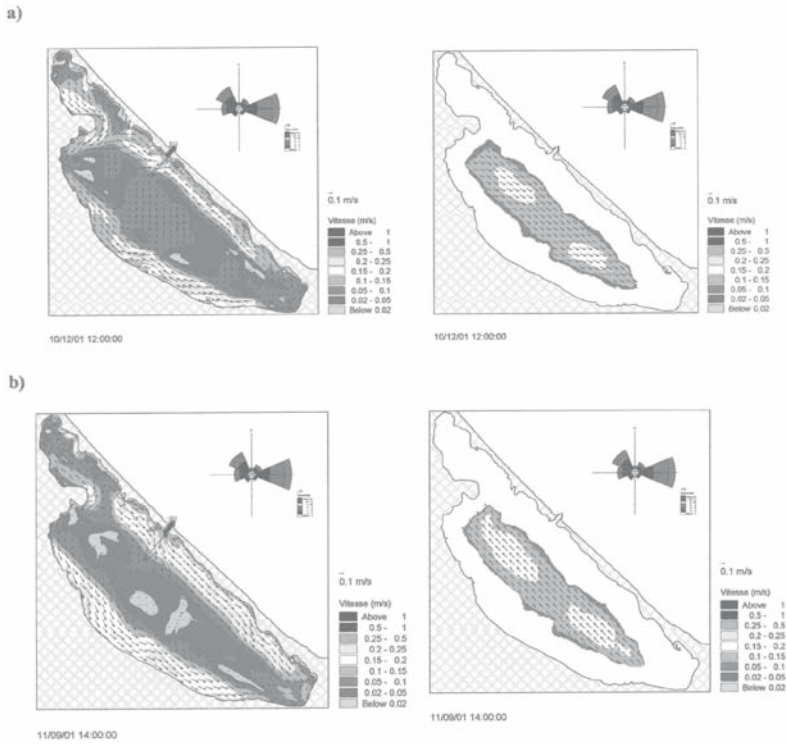 a)
0.1 m/s
Vitesse (m/s)
Above 1
0.5 - 1
0.25 - 0.5
0.2 - 0.25
0.15 - 0.2
0.1 - 0.15
0.05 - 0.1
0.02 - 0.05
Below 0.02
10/12/01 12:00:00
0.1 m/s
Vitesse (m/s)
Above 1
0.5 - 1
0.25 - 0.5
0.2 - 0.25
0.15 - 0.2
0.1 - 0.15
0.05 - 0.1
0.02 - 0.05
Below 0.02
10/12/01 12:00:00
b)
0.1 m/s
Vitesse (m/s)
Above 1
0.5 - 1
0.25 - 0.5
0.2 - 0.25
0.15 - 0.2
0.1 - 0.15
0.05 - 0.1
0.02 - 0.05
Below 0.02
11/09/01 14:00:00
0.1 m/s
Vitesse (m/s)
Above 1
0.5 - 1
0.25 - 0.5
0.2 - 0.25
0.15 - 0.2
0.1 - 0.15
0.05 - 0.1
0.02 - 0.05
Below 0.02
11/09/01 14:00:00